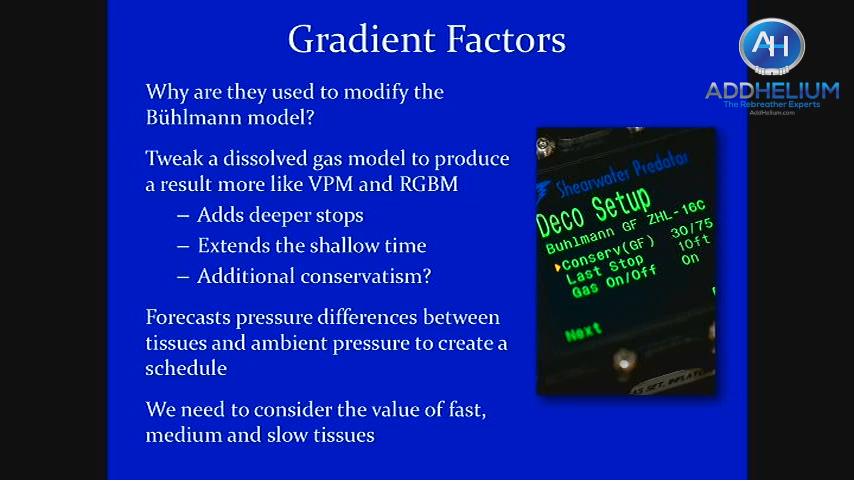 Gradient Factors
Why are they used to modify the
Bühlmann model?
Tweak a dissolved gas model to produce
a result more like VPM and RGBM
– Adds deeper stops
– Extends the shallow time
– Additional conservatism?
Forecasts pressure differences between
tissues and ambient pressure to create a
schedule
We need to consider the value of fast,
medium and slow tissues
AH
ADDHELIUM
The Rebreather Experts
AddHelium.com
Shearwater Predator
Deco Setup
Buhlmann GF ZHL-16C
Conserv(GF) 30/75
Last Stop 10ft
Gas On/Off On
Next